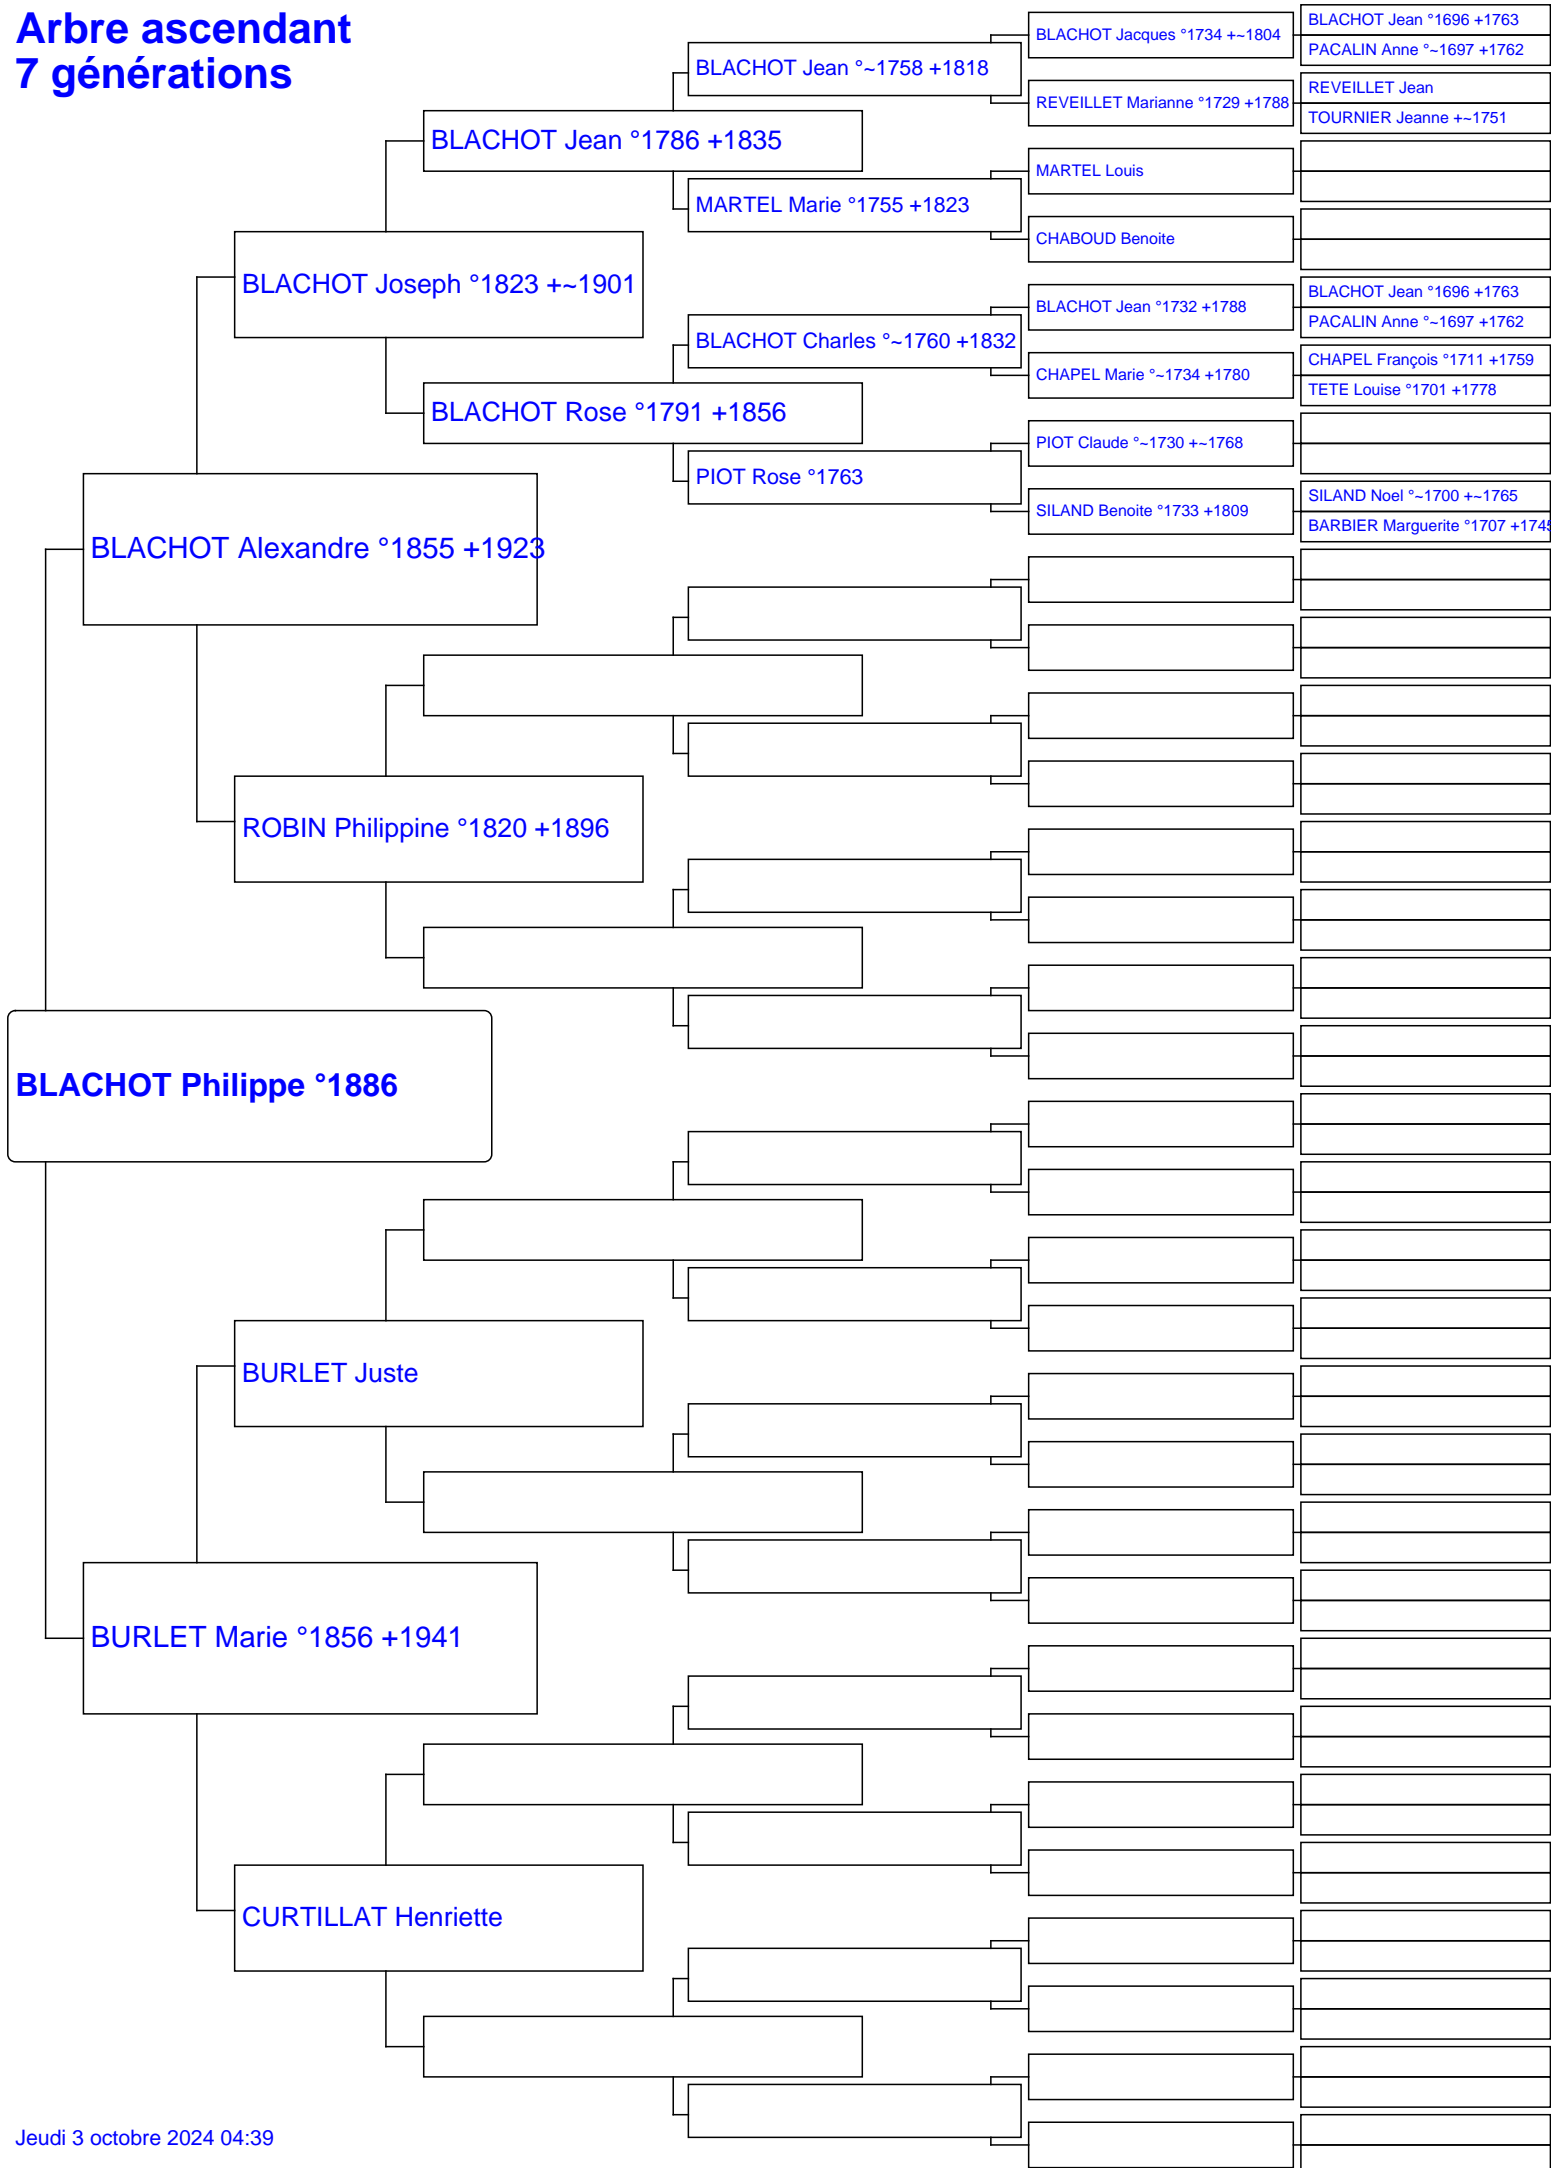 Arbre ascendant
7 générations
BLACHOT Philippe °1886
BLACHOT Alexandre °1855 +1923
BURLET Marie °1856 +1941
BLACHOT Joseph °1823 +~1901
ROBIN Philippine °1820 +1896
BURLET Juste
CURTILLAT Henriette
BLACHOT Jean °1786 +1835
BLACHOT Rose °1791 +1856
BLACHOT Jean °~1758 +1818
MARTEL Marie °1755 +1823
BLACHOT Charles °~1760 +1832
PIOT Rose °1763
BLACHOT Jacques °1734 +~1804
REVEILLET Marianne °1729 +1788
MARTEL Louis
CHABOUD Benoite
BLACHOT Jean °1732 +1788
CHAPEL Marie °~1734 +1780
PIOT Claude °~1730 +~1768
SILAND Benoite °1733 +1809
BLACHOT Jean °1696 +1763
PACALIN Anne °~1697 +1762
REVEILLET Jean
TOURNIER Jeanne +~1751
BLACHOT Jean °1696 +1763
PACALIN Anne °~1697 +1762
CHAPEL François °1711 +1759
TETE Louise °1701 +1778
SILAND Noel °~1700 +~1765
BARBIER Marguerite °1707 +1745
Jeudi 3 octobre 2024 04:39